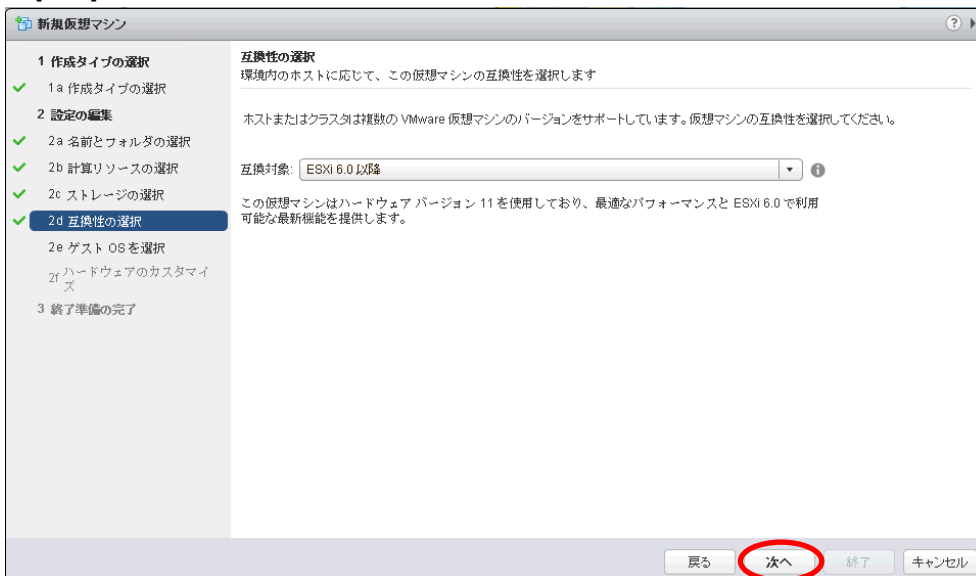 新規仮想マシン
1 作成タイプの選択
1a 作成タイプの選択
2 設定の編集
2a 名前とフォルダの選択
2b 計算リソースの選択
2c ストレージの選択
2d 互換性の選択
2e ゲスト OS を選択
2f ハードウェアのカスタマイ
ズ
3 終了準備の完了
互換性の選択
環境内のホストに応じて、この仮想マシンの互換性を選択します
ホストまたはクラスタは複数の VMware 仮想マシンのバージョンをサポートしています。仮想マシンの互換性を選択してください。
互換対象: ESXi 6.0 以降
この仮想マシンはハードウェア バージョン 11 を使用しており、最適なパフォーマンスと ESXi 6.0 で利用
可能な最新機能を提供します。
戻る 次へ 終了 キャンセル